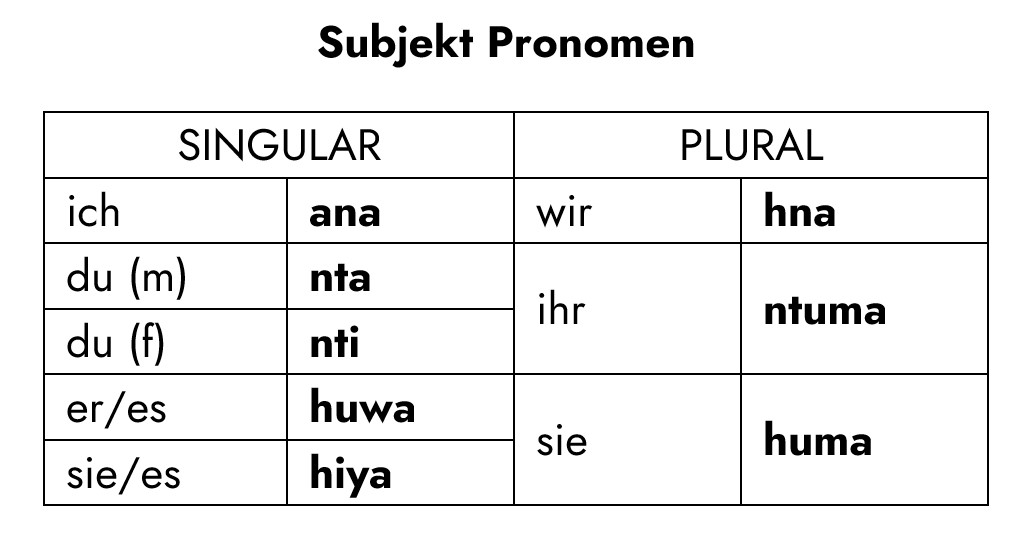 Subjekt Pronomen
SINGULAR PLURAL
ich ana wir hna
du (m) nta
ihr ntuma
du (f) nti
er/es huwa
sie huma
sie/es hiya